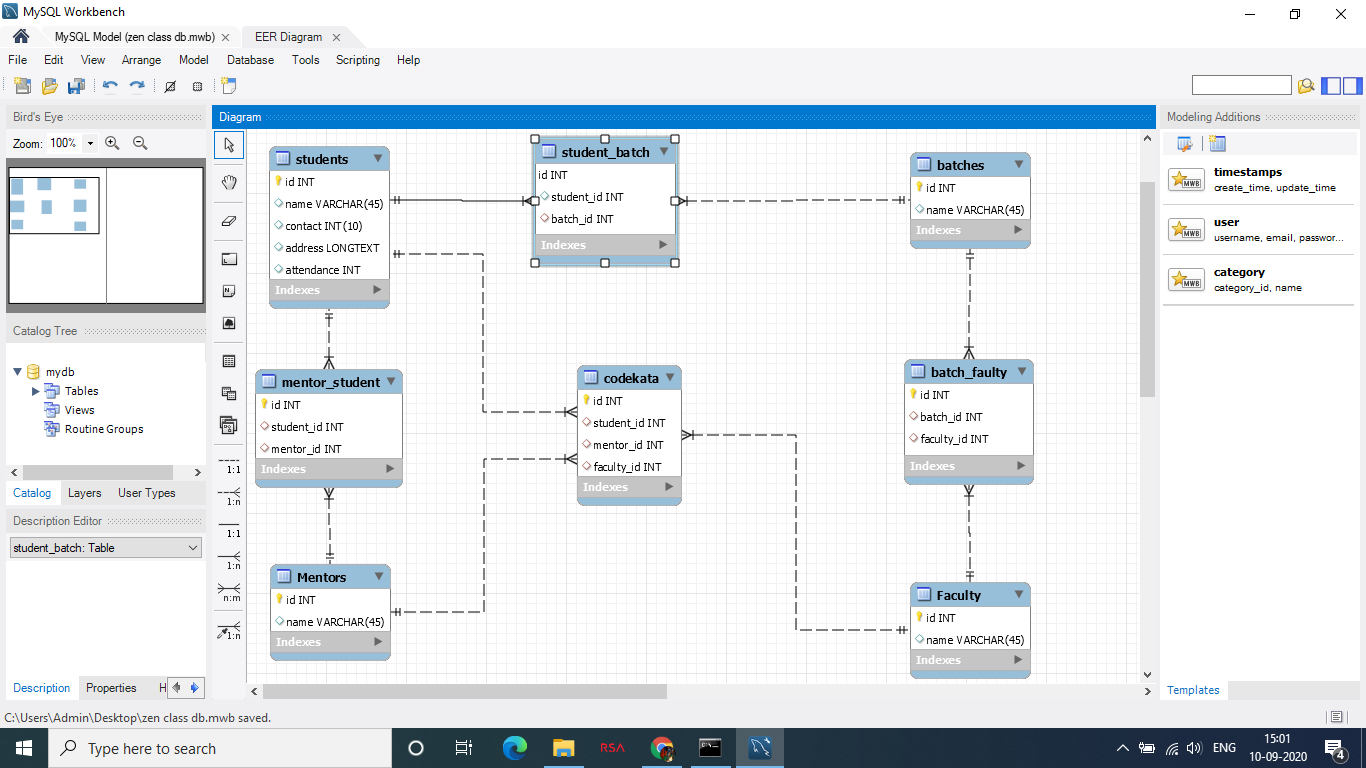 MySQL Workbench
MySQL Model (zen class db.mwb)
EER Diagram
File Edit View Arrange Model Database Tools Scripting Help
Bird's Eye
Zoom: 100%
Catalog Tree
mydb
Tables
Views
Routine Groups
Catalog Layers User Types
Description Editor
student_batch: Table
Description Properties H
Diagram
1:1
1:n
1:1
1:n
n:m
1:n
students
id INT
name VARCHAR(45)
contact INT(10)
address LONGTEXT
attendance INT
Indexes
student_batch
id INT
student_id INT
batch_id INT
Indexes
batches
id INT
name VARCHAR(45)
Indexes
mentor_student
id INT
student_id INT
mentor_id INT
Indexes
codekata
id INT
student_id INT
mentor_id INT
faculty_id INT
Indexes
batch_faulty
id INT
batch_id INT
faculty_id INT
Indexes
Mentors
id INT
name VARCHAR(45)
Indexes
Faculty
id INT
name VARCHAR(45)
Indexes
Modeling Additions
MWB
timestamps
create_time, update_time
MWB
user
username, email, passwor...
MWB
category
category_id, name
Templates
C:\Users\Admin\Desktop\zen class db.mwb saved.
Type here to search
RSA
ENG
15:01
10-09-2020
4